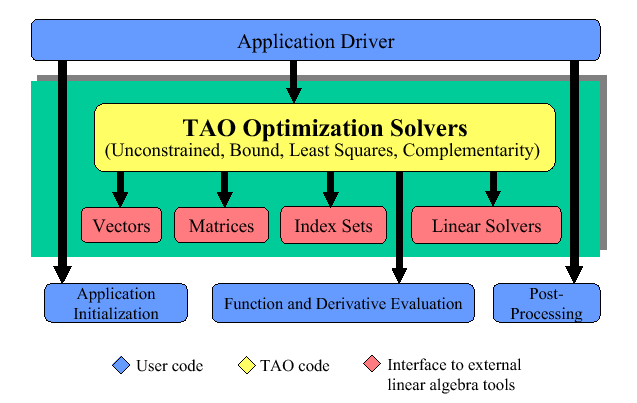 Application Driver
TAO Optimization Solvers
(Unconstrained, Bound, Least Squares, Complementarity)
Vectors
Matrices
Index Sets
Linear Solvers
Application
Initialization
Function and Derivative Evaluation
Post-
Processing
User code
TAO code
Interface to external
linear algebra tools